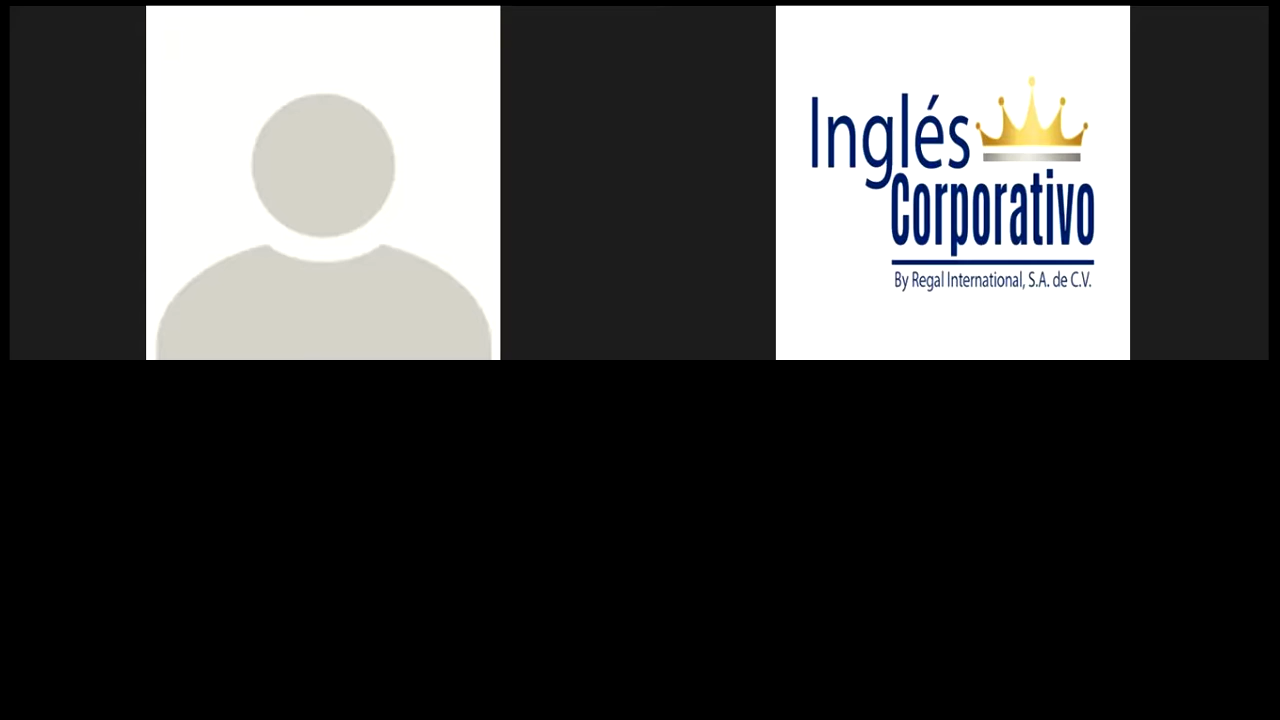 Inglés
Corporativo
By Regal International, S.A. de C.V.